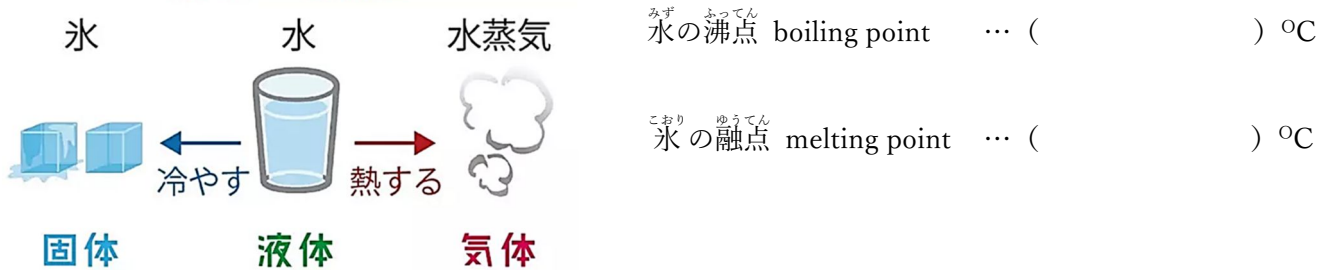 氷 水 水蒸気
冷やす 熱する
固体 液体 気体
みず ふってん
水の沸点 boiling point … ( ) ºC
こおり ゆうてん
氷の融点 melting point … ( ) ºC